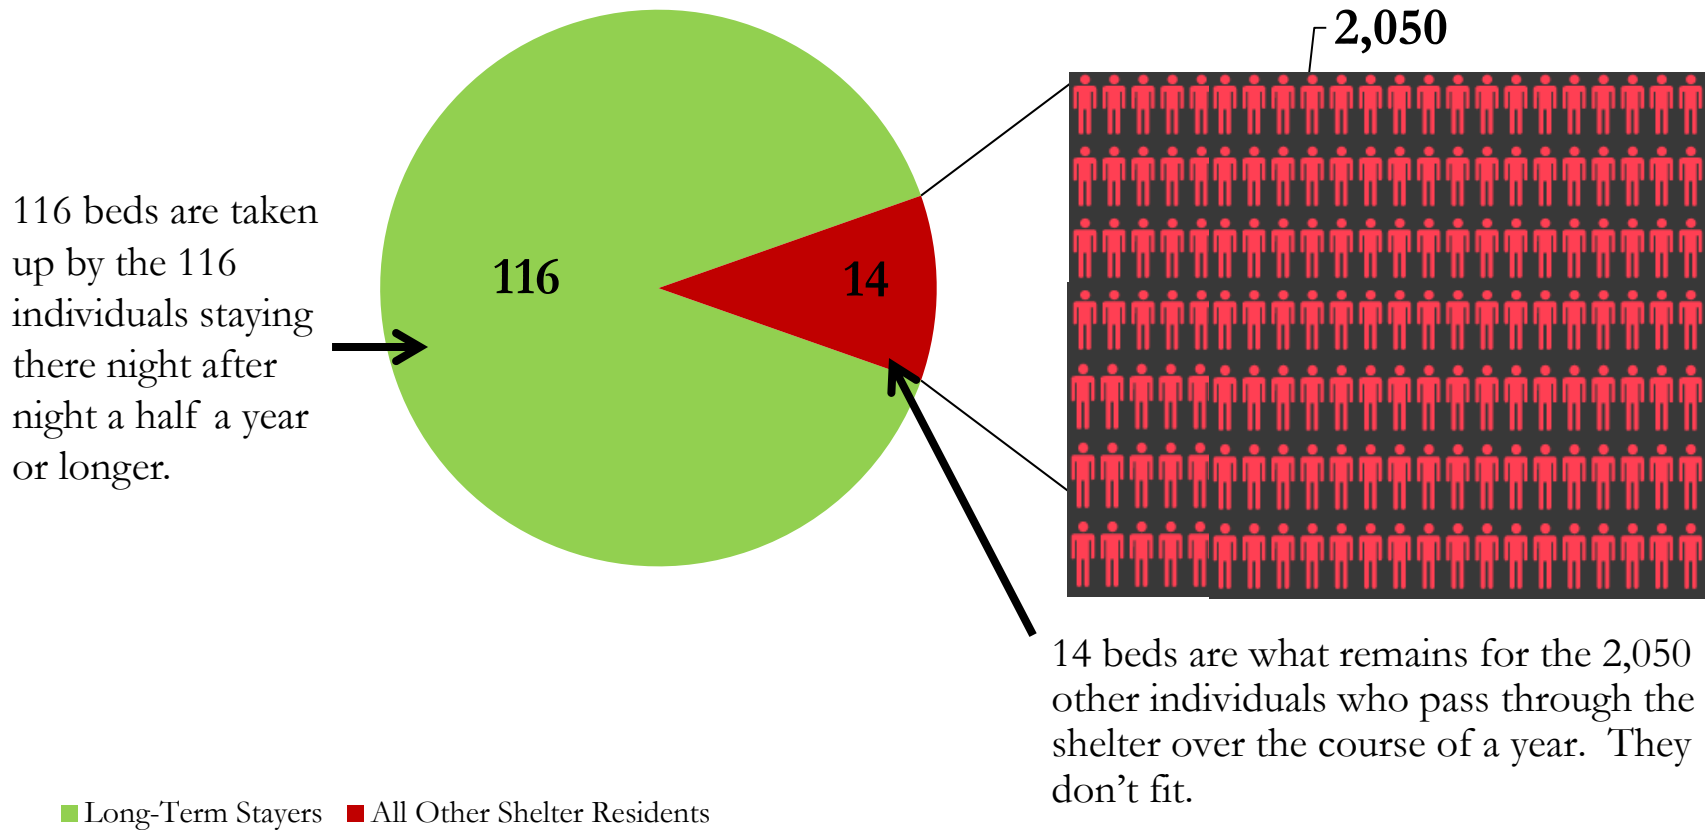 2,050
116 beds are taken
up by the 116
individuals staying
there night after
night a half a year
or longer.
116
14
14 beds are what remains for the 2,050
other individuals who pass through the
shelter over the course of a year. They
don’t fit.
Long-Term Stayers
All Other Shelter Residents